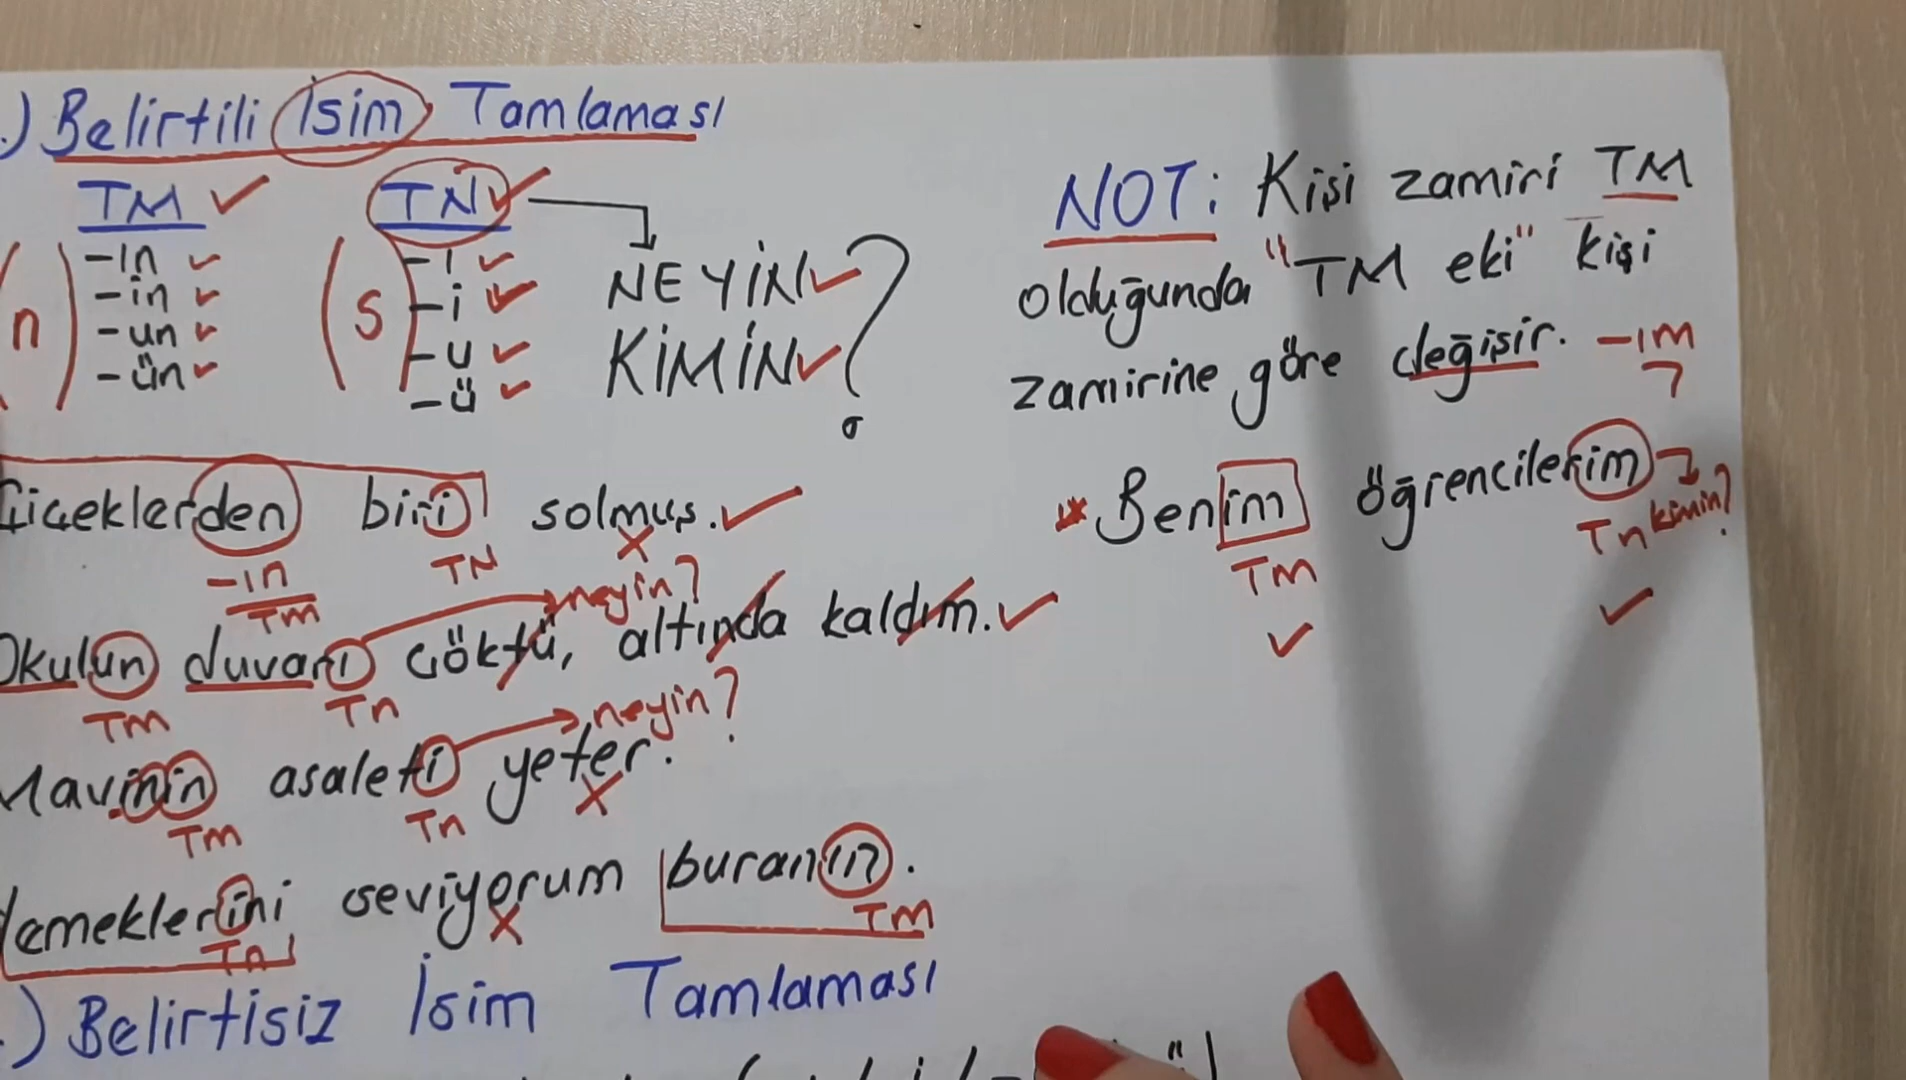 .) Belirtili İsim Tamlaması
TM TN
n) -ın (s) -ı NEYİN
-in -i KİMİN ?
-un -u
-ün -ü
Çiçeklerden biri solmuş.
-ın TM TN
neyin?
Okulun duvarı çöktü, altında kaldım.
TM Tn neyin?
Mavinin asaleti yeter.
Tm Tn
Yemeklerini seviyorum buranın.
Tn TM
.) Belirtisiz İsim Tamlaması
NOT: Kişi zamiri TM
olduğunda "TM eki" kişi
zamirine göre değişir. -ım
* Benim öğrencilerim
TM Tn kimin?